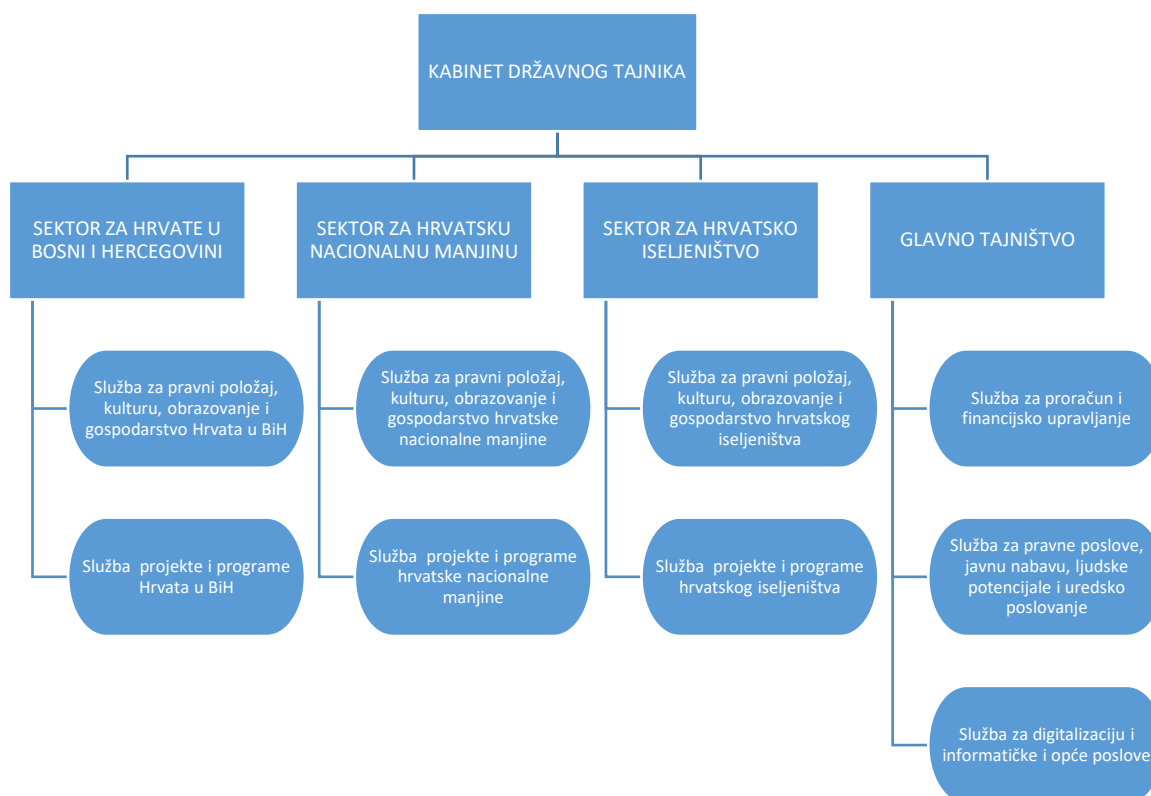 KABINET DRŽAVNOG TAJNIKA
SEKTOR ZA HRVATE U
BOSNI I HERCEGOVINI
SEKTOR ZA HRVATSKU
NACIONALNU MANJINU
SEKTOR ZA HRVATSKO
ISELJENIŠTVO
GLAVNO TAJNIŠTVO
Služba za pravni položaj,
kulturu, obrazovanje i
gospodarstvo Hrvata u BiH
Služba za pravni položaj,
kulturu, obrazovanje i
gospodarstvo hrvatske
nacionalne manjine
Služba za pravni položaj,
kulturu, obrazovanje i
gospodarstvo hrvatskog
iseljeništva
Služba za proračun i
financijsko upravljanje
Služba  projekte i programe
Hrvata u BiH
Služba  projekte i programe
hrvatske nacionalne
manjine
Služba  projekte i programe
hrvatskog iseljeništva
Služba za pravne poslove,
javnu nabavu, ljudske
potencijale i uredsko
poslovanje
Služba za digitalizaciju i
informatičke i opće poslove